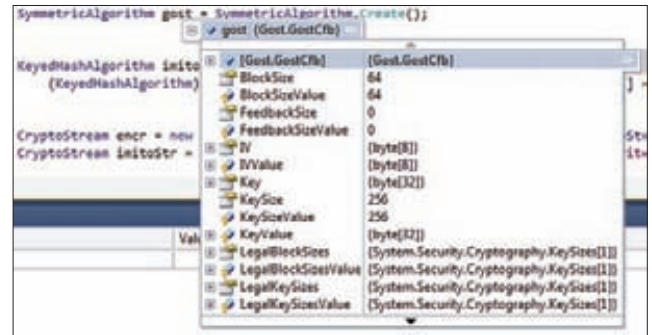 SymmetricAlgorithm gost = SymmetricAlgorithm.Create();
gost {Gost.GostCfb}
[Gost.GostCfb] {Gost.GostCfb}
KeyedHashAlgorithm imito
BlockSize 64
(KeyedHashAlgorithm)
BlockSizeValue 64
FeedbackSize 0
FeedbackSizeValue 0
CryptoStream encr = new
IV {byte[8]}
CryptoStream imitoStr =
IVValue {byte[8]}
Key {byte[32]}
KeySize 256
KeySizeValue 256
KeyValue {byte[32]}
LegalBlockSizes {System.Security.Cryptography.KeySizes[1]}
LegalBlockSizesValue {System.Security.Cryptography.KeySizes[1]}
LegalKeySizes {System.Security.Cryptography.KeySizes[1]}
LegalKeySizesValue {System.Security.Cryptography.KeySizes[1]}